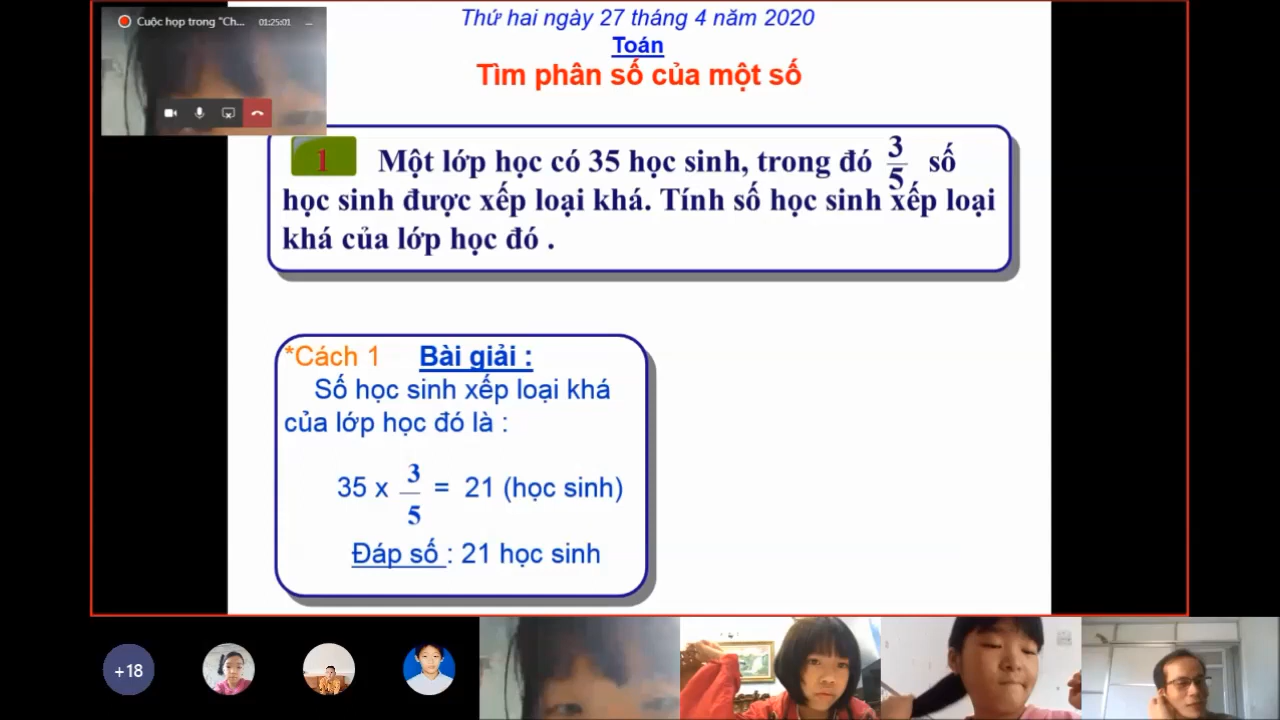 Cuộc họp trong "Ch... 01:25:01
Thứ hai ngày 27 tháng 4 năm 2020
Toán
Tìm phân số của một số
1 Một lớp học có 35 học sinh, trong đó 3/5 số
học sinh được xếp loại khá. Tính số học sinh xếp loại
khá của lớp học đó .
*Cách 1 Bài giải :
Số học sinh xếp loại khá
của lớp học đó là :
35 x 3/5 = 21 (học sinh)
Đáp số : 21 học sinh
+18